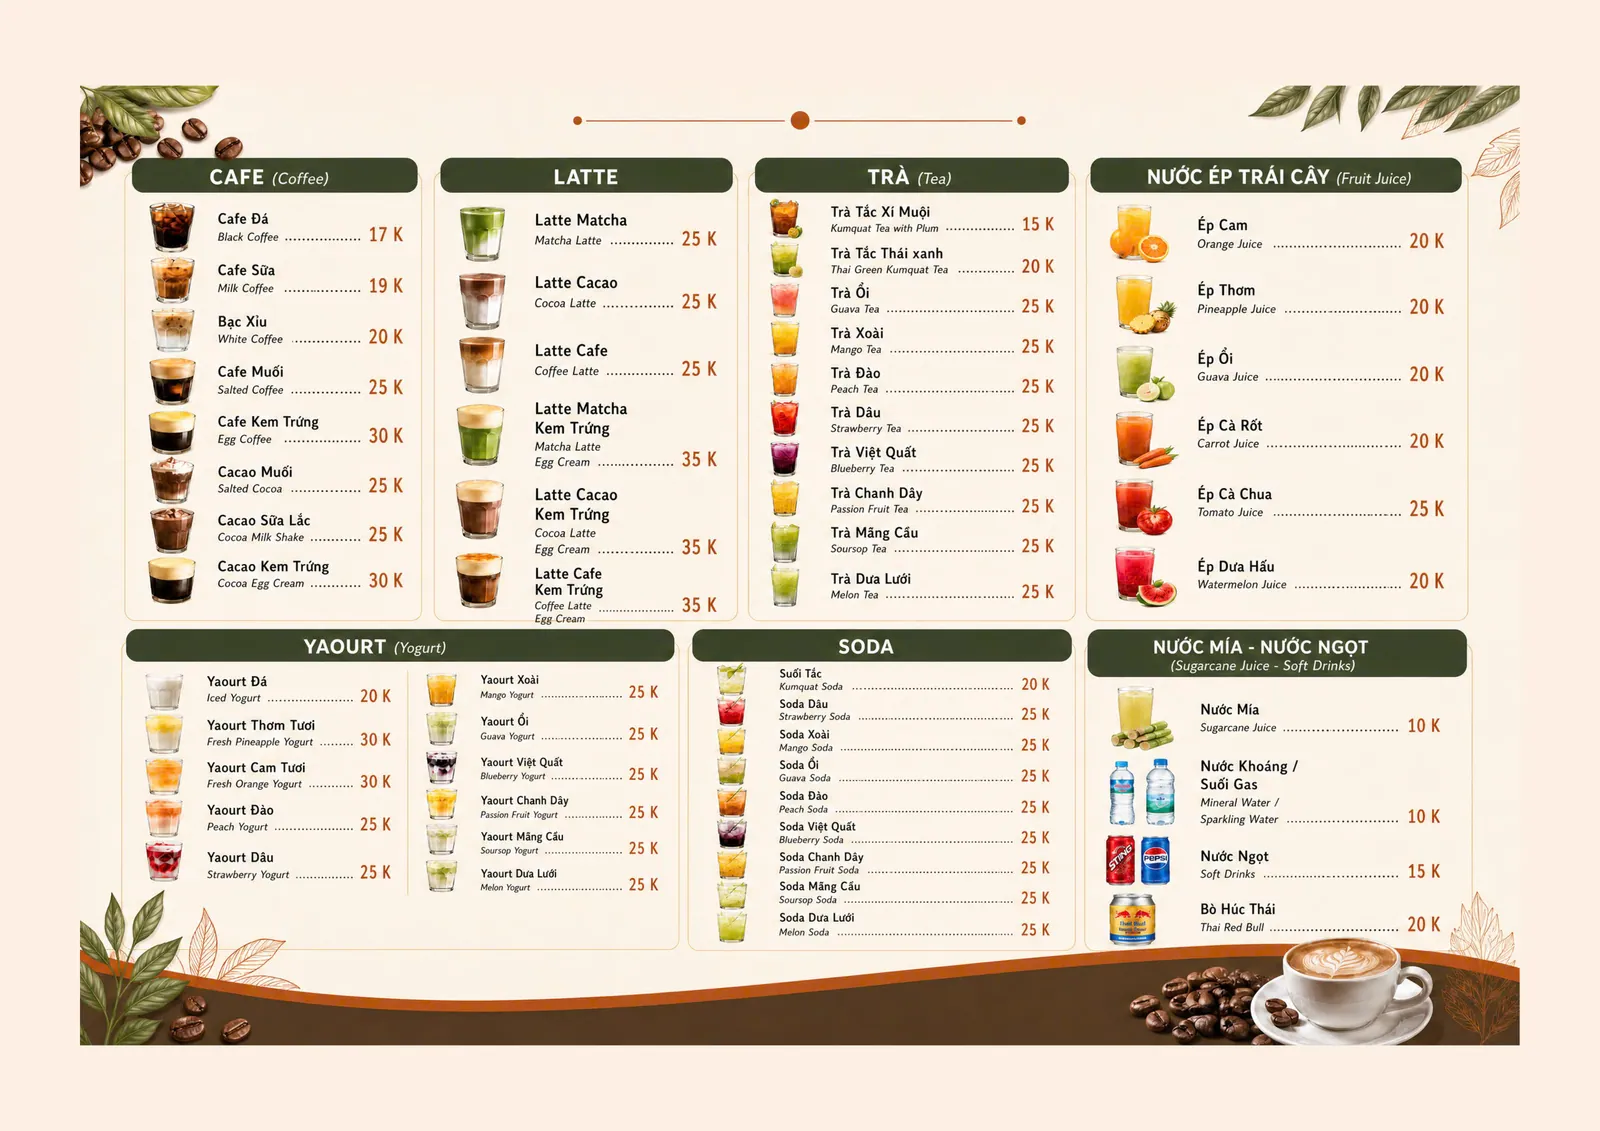 CAFE (Coffee)
Cafe Đá
Black Coffee 17 K
Cafe Sữa
Milk Coffee 19 K
Bạc Xỉu
White Coffee 20 K
Cafe Muối
Salted Coffee 25 K
Cafe Kem Trứng
Egg Coffee 30 K
Cacao Muối
Salted Cocoa 25 K
Cacao Sữa Lắc
Cocoa Milk Shake 25 K
Cacao Kem Trứng
Cocoa Egg Cream 30 K
LATTE
Latte Matcha
Matcha Latte 25 K
Latte Cacao
Cocoa Latte 25 K
Latte Cafe
Coffee Latte 25 K
Latte Matcha
Kem Trứng
Matcha Latte
Egg Cream 35 K
Latte Cacao
Kem Trứng
Cocoa Latte
Egg Cream 35 K
Latte Cafe
Kem Trứng
Coffee Latte 35 K
Egg Cream
TRÀ (Tea)
Trà Tắc Xí Muội
Kumquat Tea with Plum 15 K
Trà Tắc Thái xanh
Thai Green Kumquat Tea 20 K
Trà Ổi
Guava Tea 25 K
Trà Xoài
Mango Tea 25 K
Trà Đào
Peach Tea 25 K
Trà Dâu
Strawberry Tea 25 K
Trà Việt Quất
Blueberry Tea 25 K
Trà Chanh Dây
Passion Fruit Tea 25 K
Trà Mãng Cầu
Soursop Tea 25 K
Trà Dưa Lưới
Melon Tea 25 K
NƯỚC ÉP TRÁI CÂY (Fruit Juice)
Ép Cam
Orange Juice 20 K
Ép Thơm
Pineapple Juice 20 K
Ép Ổi
Guava Juice 20 K
Ép Cà Rốt
Carrot Juice 20 K
Ép Cà Chua
Tomato Juice 25 K
Ép Dưa Hấu
Watermelon Juice 20 K
YAOURT (Yogurt)
Yaourt Đá
Iced Yogurt 20 K
Yaourt Thơm Tươi
Fresh Pineapple Yogurt 30 K
Yaourt Cam Tươi
Fresh Orange Yogurt 30 K
Yaourt Đào
Peach Yogurt 25 K
Yaourt Dâu
Strawberry Yogurt 25 K
Yaourt Xoài
Mango Yogurt 25 K
Yaourt Ổi
Guava Yogurt 25 K
Yaourt Việt Quất
Blueberry Yogurt 25 K
Yaourt Chanh Dây
Passion Fruit Yogurt 25 K
Yaourt Mãng Cầu
Soursop Yogurt 25 K
Yaourt Dưa Lưới
Melon Yogurt 25 K
SODA
Suối Tắc
Kumquat Soda 20 K
Soda Dâu
Strawberry Soda 25 K
Soda Xoài
Mango Soda 25 K
Soda Ổi
Guava Soda 25 K
Soda Đào
Peach Soda 25 K
Soda Việt Quất
Blueberry Soda 25 K
Soda Chanh Dây
Passion Fruit Soda 25 K
Soda Mãng Cầu
Soursop Soda 25 K
Soda Dưa Lưới
Melon Soda 25 K
NƯỚC MÍA - NƯỚC NGỌT
(Sugarcane Juice - Soft Drinks)
Nước Mía
Sugarcane Juice 10 K
Nước Khoáng /
Suối Gas
Mineral Water /
Sparkling Water 10 K
STING
PEPSI
Nước Ngọt
Soft Drinks 15 K
Bò Húc Thái
Thai Red Bull 20 K